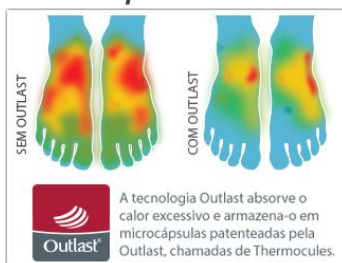 SEM OUTLAST
COM OUTLAST
A tecnologia Outlast absorve o
calor excessivo e armazena-o em
microcápsulas patenteadas pela
Outlast, chamadas de Thermocules.
Outlast®